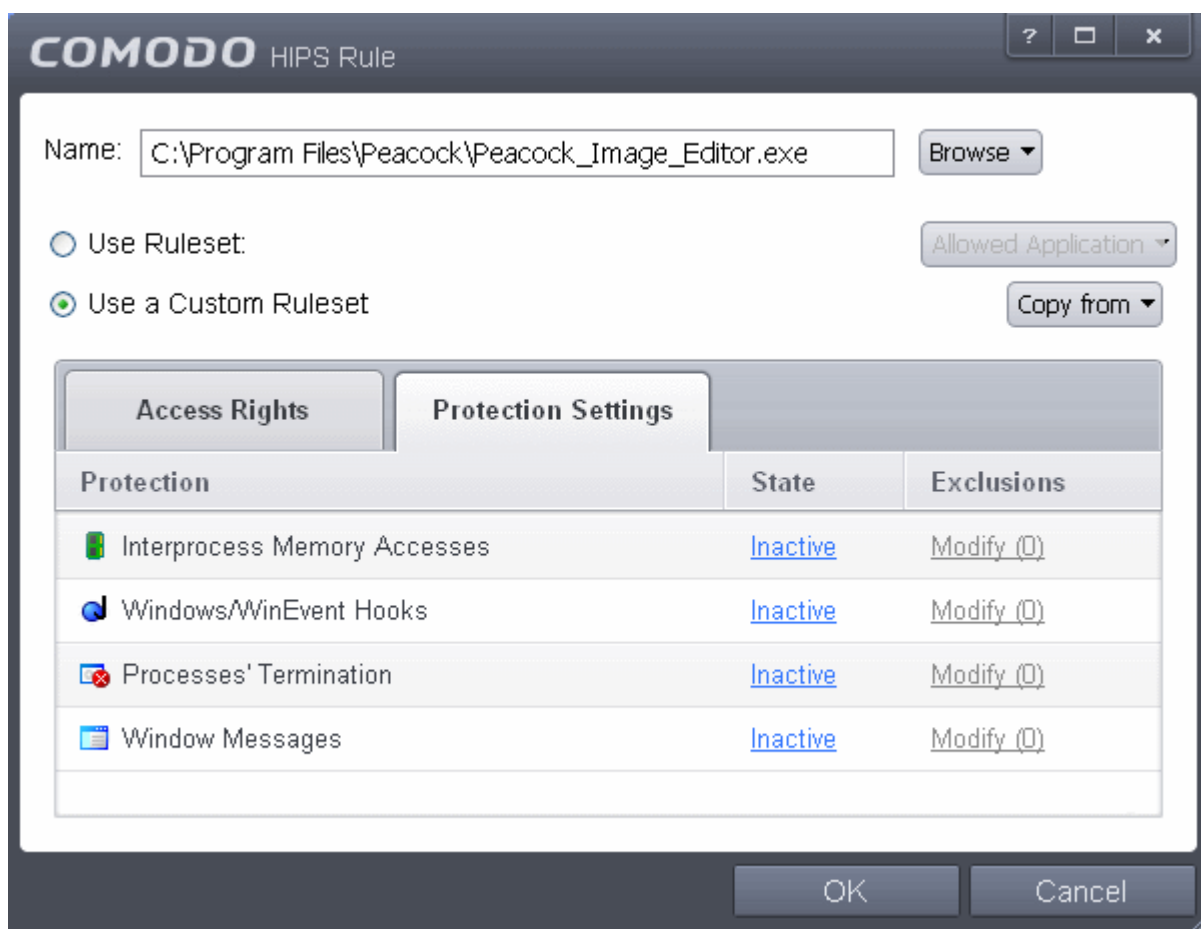 COMODO HIPS Rule
?
x
Name: C:\Program Files\Peacock\Peacock_Image_Editor.exe Browse
Use Ruleset: Allowed Application
Use a Custom Ruleset Copy from
Access Rights Protection Settings
Protection State Exclusions
Interprocess Memory Accesses Inactive Modify (0)
Windows/WinEvent Hooks Inactive Modify (0)
Processes' Termination Inactive Modify (0)
Window Messages Inactive Modify (0)
OK Cancel